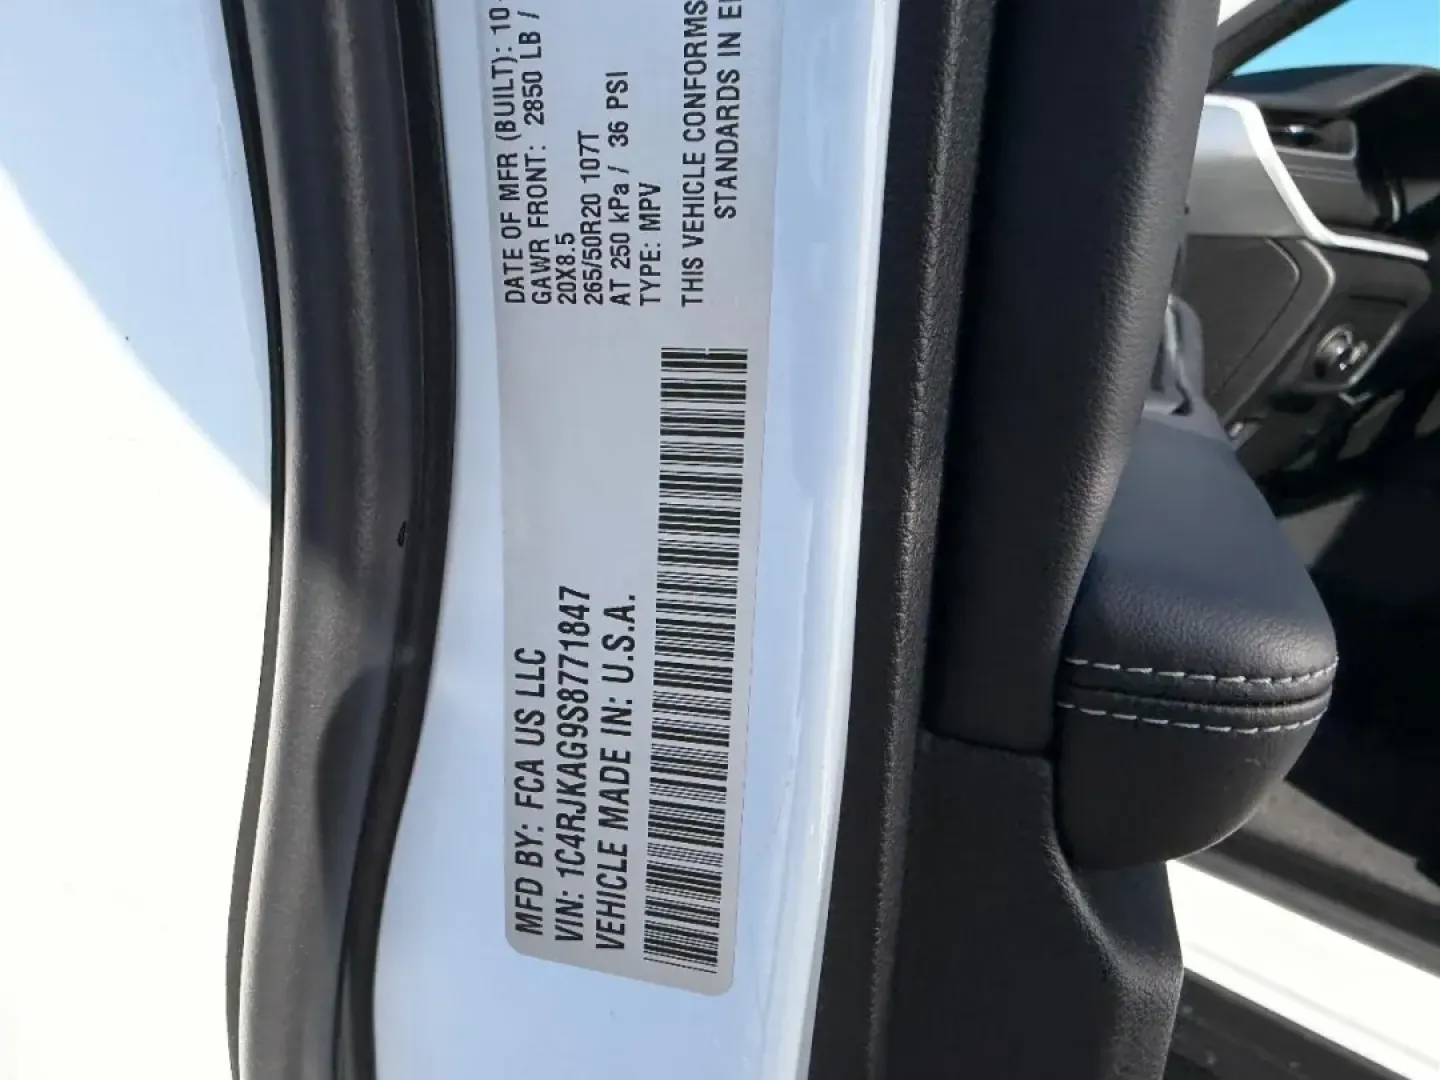 MFD BY: FCA US LLC
VIN: 1C4RJKAG9S8771847
VEHICLE MADE IN: U.S.A.
DATE OF MFR (BUILT): 10
GAWR FRONT: 2850 LB /
20X8.5
265/50R20 107T
AT 250 kPa / 36 PSI
TYPE: MPV
THIS VEHICLE CONFORMS
STANDARDS IN